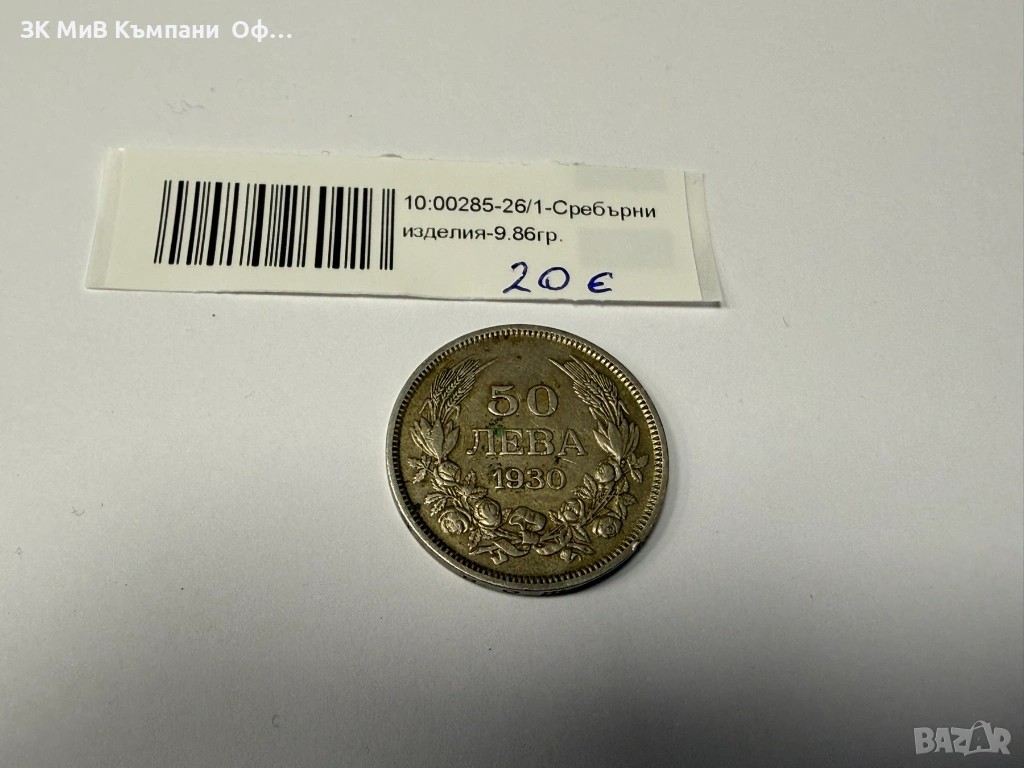 ЗК МиВ Къмпани Оф...
10:00285-26/1-Сребърни
изделия-9.86гр.
20 €
50
ЛЕВА
1930
BAZAR